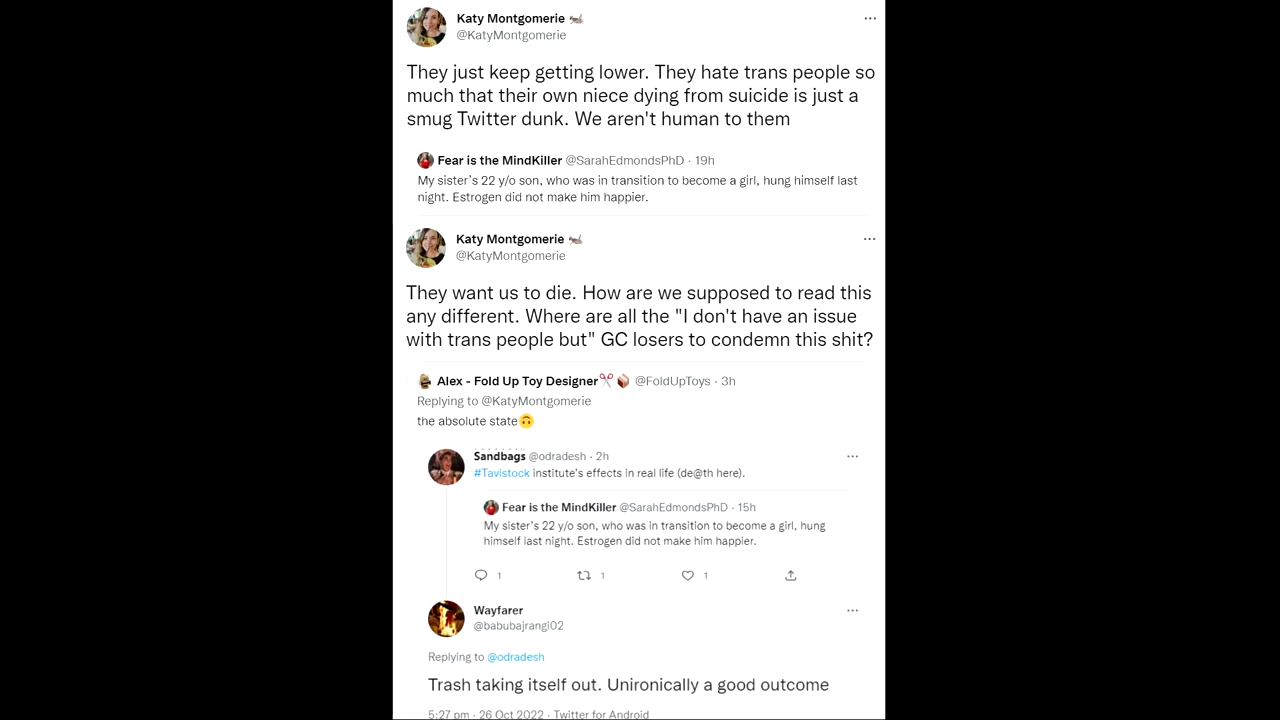 Katy Montgomerie
@KatyMontgomerie
They just keep getting lower. They hate trans people so
much that their own niece dying from suicide is just a
smug Twitter dunk. We aren't human to them
Fear is the MindKiller @SarahEdmondsPhD · 19h
My sister's 22 y/o son, who was in transition to become a girl, hung himself last
night. Estrogen did not make him happier.
Katy Montgomerie
@KatyMontgomerie
They want us to die. How are we supposed to read this
any different. Where are all the "I don't have an issue
with trans people but" GC losers to condemn this shit?
Alex - Fold Up Toy Designer @FoldUpToys · 3h
Replying to @KatyMontgomerie
the absolute state
Sandbags @odradesh · 2h
#Tavistock institute's effects in real life (de@th here).
Fear is the MindKiller @SarahEdmondsPhD · 15h
My sister's 22 y/o son, who was in transition to become a girl, hung
himself last night. Estrogen did not make him happier.
1 1 1
Wayfarer
@babubajrangi02
Replying to @odradesh
Trash taking itself out. Unironically a good outcome
5:27 pm · 26 Oct 2022 · Twitter for Android